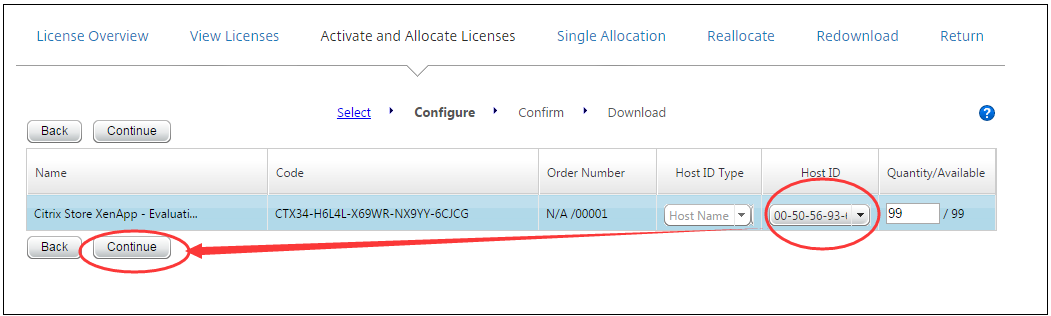 License Overview View Licenses Activate and Allocate Licenses Single Allocation Reallocate Redownload Return
Select Configure Confirm Download ?
Back Continue
Name Code Order Number Host ID Type Host ID Quantity/Available
Citrix Store XenApp - Evaluati... CTX34-H6L4L-X69WR-NX9YY-6CJCG N/A /00001 Host Name 00-50-56-93- 99 / 99
Back Continue